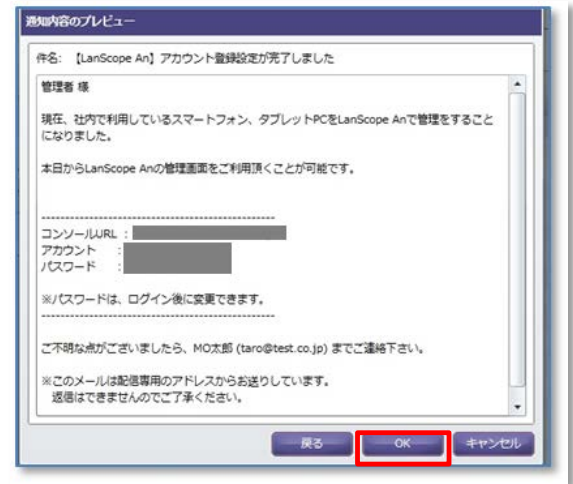 通知内容のプレビュー
件名: 【LanScope An】アカウント登録設定が完了しました
管理者 様
現在、社内で利用しているスマートフォン、タブレットPCをLanScope Anで管理をすること
になりました。
本日からLanScope Anの管理画面をご利用頂くことが可能です。
--------------------------------------------------
コンソールURL :
アカウント :
パスワード :
※パスワードは、ログイン後に変更できます。
--------------------------------------------------
ご不明な点がございましたら、MO太郎 (taro@test.co.jp) までご連絡下さい。
※このメールは配信専用のアドレスからお送りしています。
返信はできませんのでご了承ください。
戻る OK キャンセル